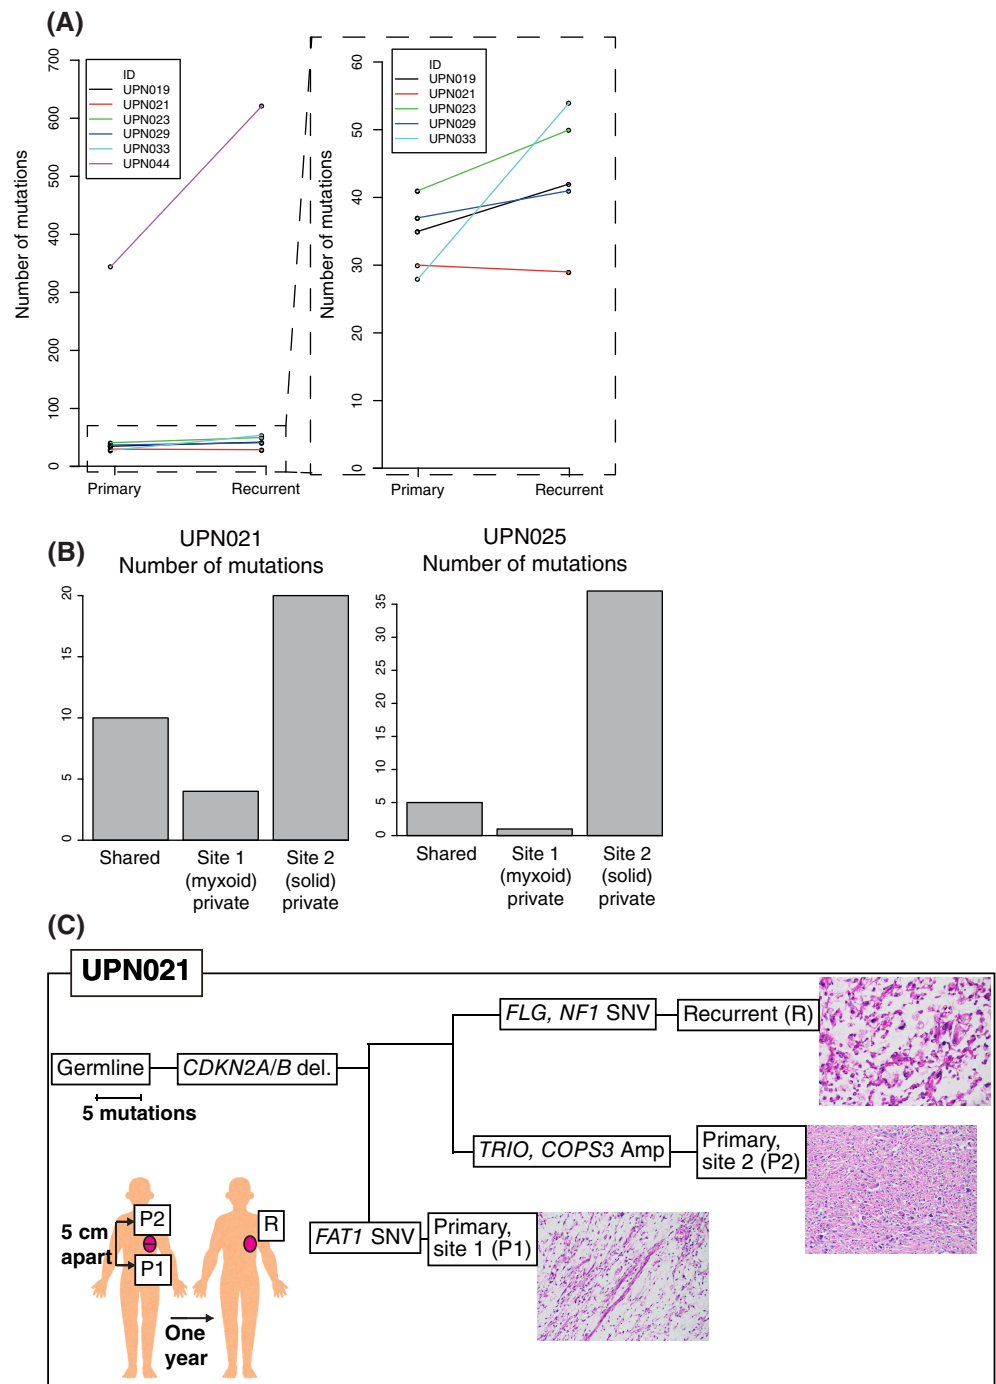 (A)
700
600
500
400
300
200
100
0
Number of mutations
ID
UPN019
UPN021
UPN023
UPN029
UPN033
UPN044
Primary
Recurrent
60
50
40
30
20
10
0
Number of mutations
ID
UPN019
UPN021
UPN023
UPN029
UPN033
Primary
Recurrent
(B)
UPN021
Number of mutations
20
15
10
5
0
Shared
Site 1
(myxoid)
private
Site 2
(solid)
private
UPN025
Number of mutations
35
30
25
20
15
10
5
0
Shared
Site 1
(myxoid)
private
Site 2
(solid)
private
(C)
UPN021
Germline
CDKN2A/B del.
5 mutations
FLG, NF1 SNV
Recurrent (R)
TRIO, COPS3 Amp
Primary,
site 2 (P2)
FAT1 SNV
Primary,
site 1 (P1)
5 cm
apart
P2
P1
R
One
year